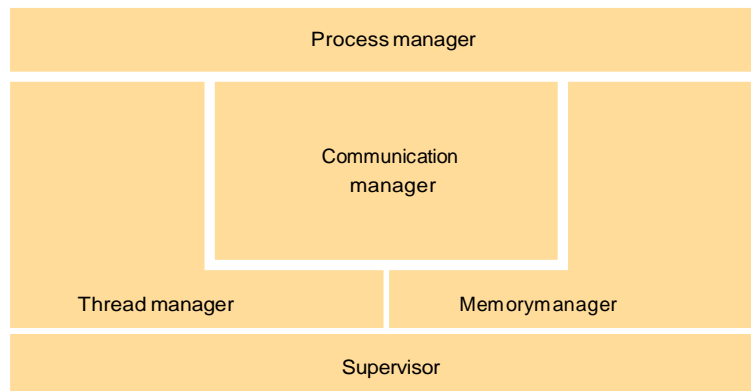 Process manager
Communication
manager
Thread manager
Memorymanager
Supervisor